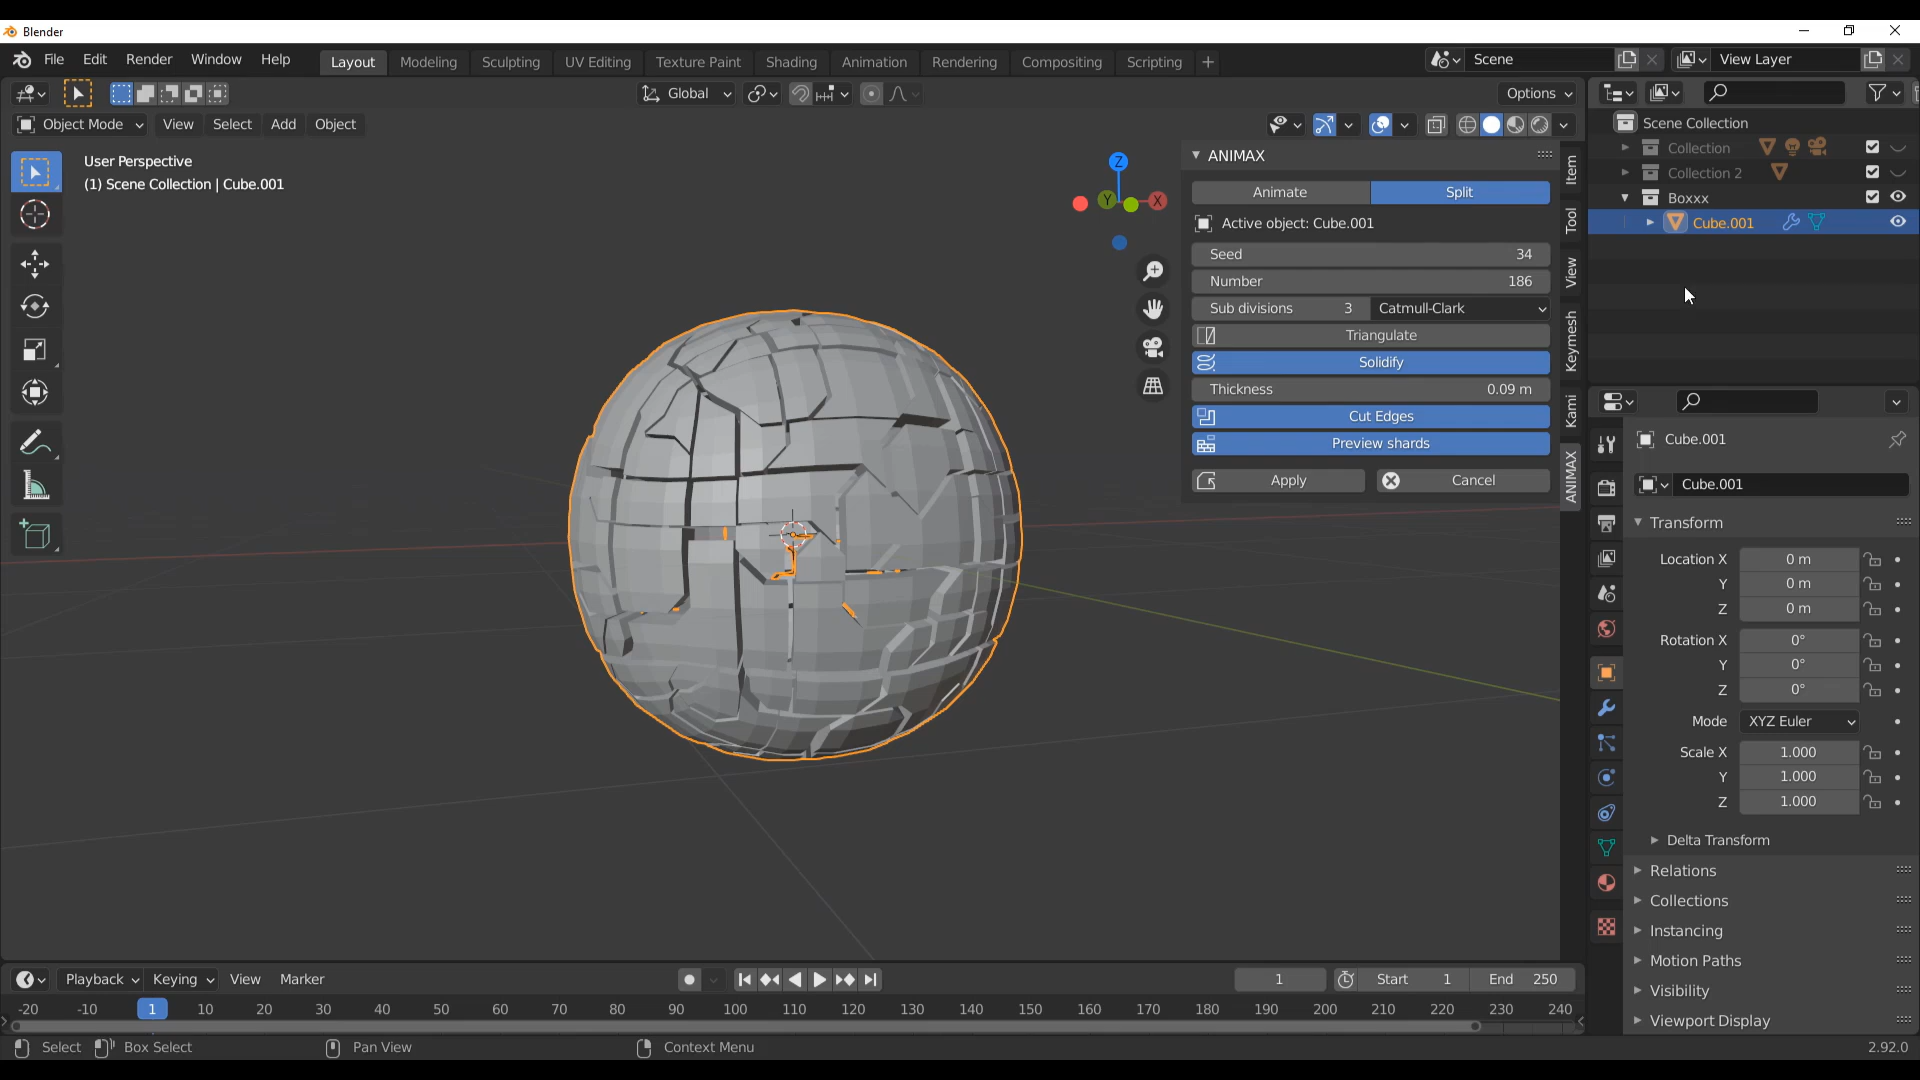 Blender
File Edit Render Window Help Layout Modeling Sculpting UV Editing Texture Paint Shading Animation Rendering Compositing Scripting + Scene View Layer
Global Options
Object Mode View Select Add Object
User Perspective
(1) Scene Collection | Cube.001
Z
Y
X
ANIMAX
Animate Split
Active object: Cube.001
Seed 34
Number 186
Sub divisions 3 Catmull-Clark
Triangulate
Solidify
Thickness 0.09 m
Cut Edges
Preview shards
Apply Cancel
Item
Tool
View
Keymesh
Kami
ANIMAX
Scene Collection
Collection
Collection 2
Boxxx
Cube.001
Cube.001
Cube.001
Transform
Location X 0 m
Y 0 m
Z 0 m
Rotation X 0°
Y 0°
Z 0°
Mode XYZ Euler
Scale X 1.000
Y 1.000
Z 1.000
Delta Transform
Relations
Collections
Instancing
Motion Paths
Visibility
Viewport Display
Playback Keying View Marker 1 Start 1 End 250
-20 -10 1 10 20 30 40 50 60 70 80 90 100 110 120 130 140 150 160 170 180 190 200 210 220 230 240
Select Box Select Pan View Context Menu 2.92.0